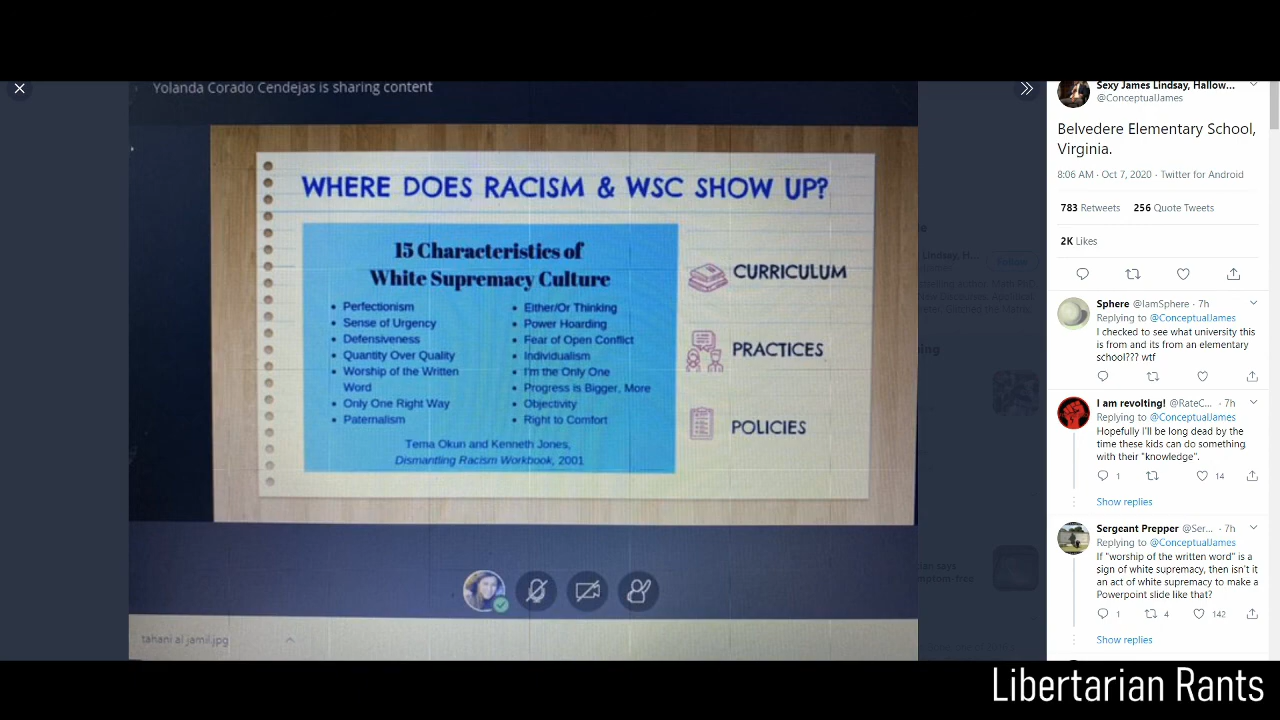 Yolanda Corado Cendejas is sharing content
WHERE DOES RACISM & WSC SHOW UP?
15 Characteristics of
White Supremacy Culture
• Perfectionism
• Sense of Urgency
• Defensiveness
• Quantity Over Quality
• Worship of the Written
Word
• Only One Right Way
• Paternalism
• Either/Or Thinking
• Power Hoarding
• Fear of Open Conflict
• Individualism
• I'm the Only One
• Progress is Bigger, More
• Objectivity
• Right to Comfort
Tema Okun and Kenneth Jones,
Dismantling Racism Workbook, 2001
CURRICULUM
PRACTICES
POLICIES
tahani al jamil.jpg
Sexy James Lindsay, Hallow...
@ConceptualJames
Belvedere Elementary School,
Virginia.
8:06 AM · Oct 7, 2020 · Twitter for Android
783 Retweets 256 Quote Tweets
2K Likes
Sphere @IamSphere · 7h
Replying to @ConceptualJames
I checked to see what university this
is from and its from an elementary
school??? wtf
I am revolting! @RateC... · 7h
Replying to @ConceptualJames
Hopefully I'll be long dead by the
time these kids can do something
with their "knowledge".
1 14
Show replies
Sergeant Prepper @Ser... · 7h
Replying to @ConceptualJames
If "worship of the written word" is a
sign of white supremacy, then isn't it
an act of white supremacy to make a
Powerpoint slide like that?
1 4 142
Show replies
Libertarian Rants